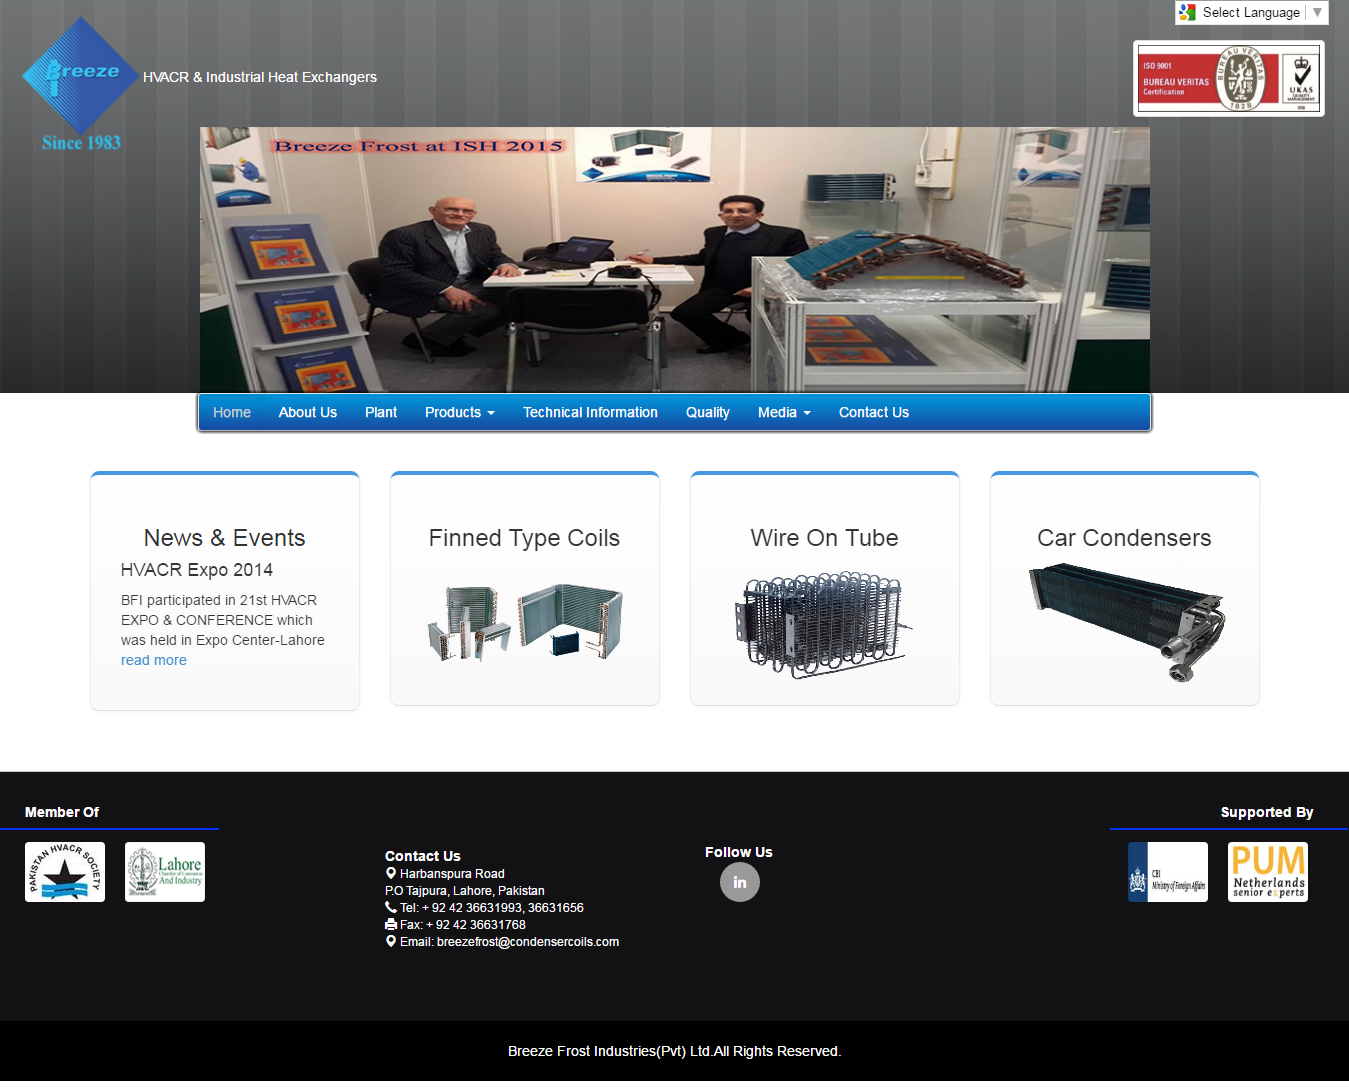 Select Language
Breeze
Since 1983
HVACR & Industrial Heat Exchangers
ISO 9001
BUREAU VERITAS
Certification
BUREAU VERITAS
1828
UKAS
QUALITY
MANAGEMENT
008
Breeze Frost at ISH 2015
Home
About Us
Plant
Products
Technical Information
Quality
Media
Contact Us
News & Events
HVACR Expo 2014
BFI participated in 21st HVACR
EXPO & CONFERENCE which
was held in Expo Center-Lahore
read more
Finned Type Coils
Wire On Tube
Car Condensers
Member Of
PAKISTAN HVACR SOCIETY
Lahore
Chamber of Commerce
And Industry
Contact Us
Harbanspura Road
P.O Tajpura, Lahore, Pakistan
Tel: + 92 42 36631993, 36631656
Fax: + 92 42 36631768
Email: breezefrost@condensercoils.com
Follow Us
in
Supported By
CBI
Ministry of Foreign Affairs
PUM
Netherlands
senior experts
Breeze Frost Industries(Pvt) Ltd.All Rights Reserved.